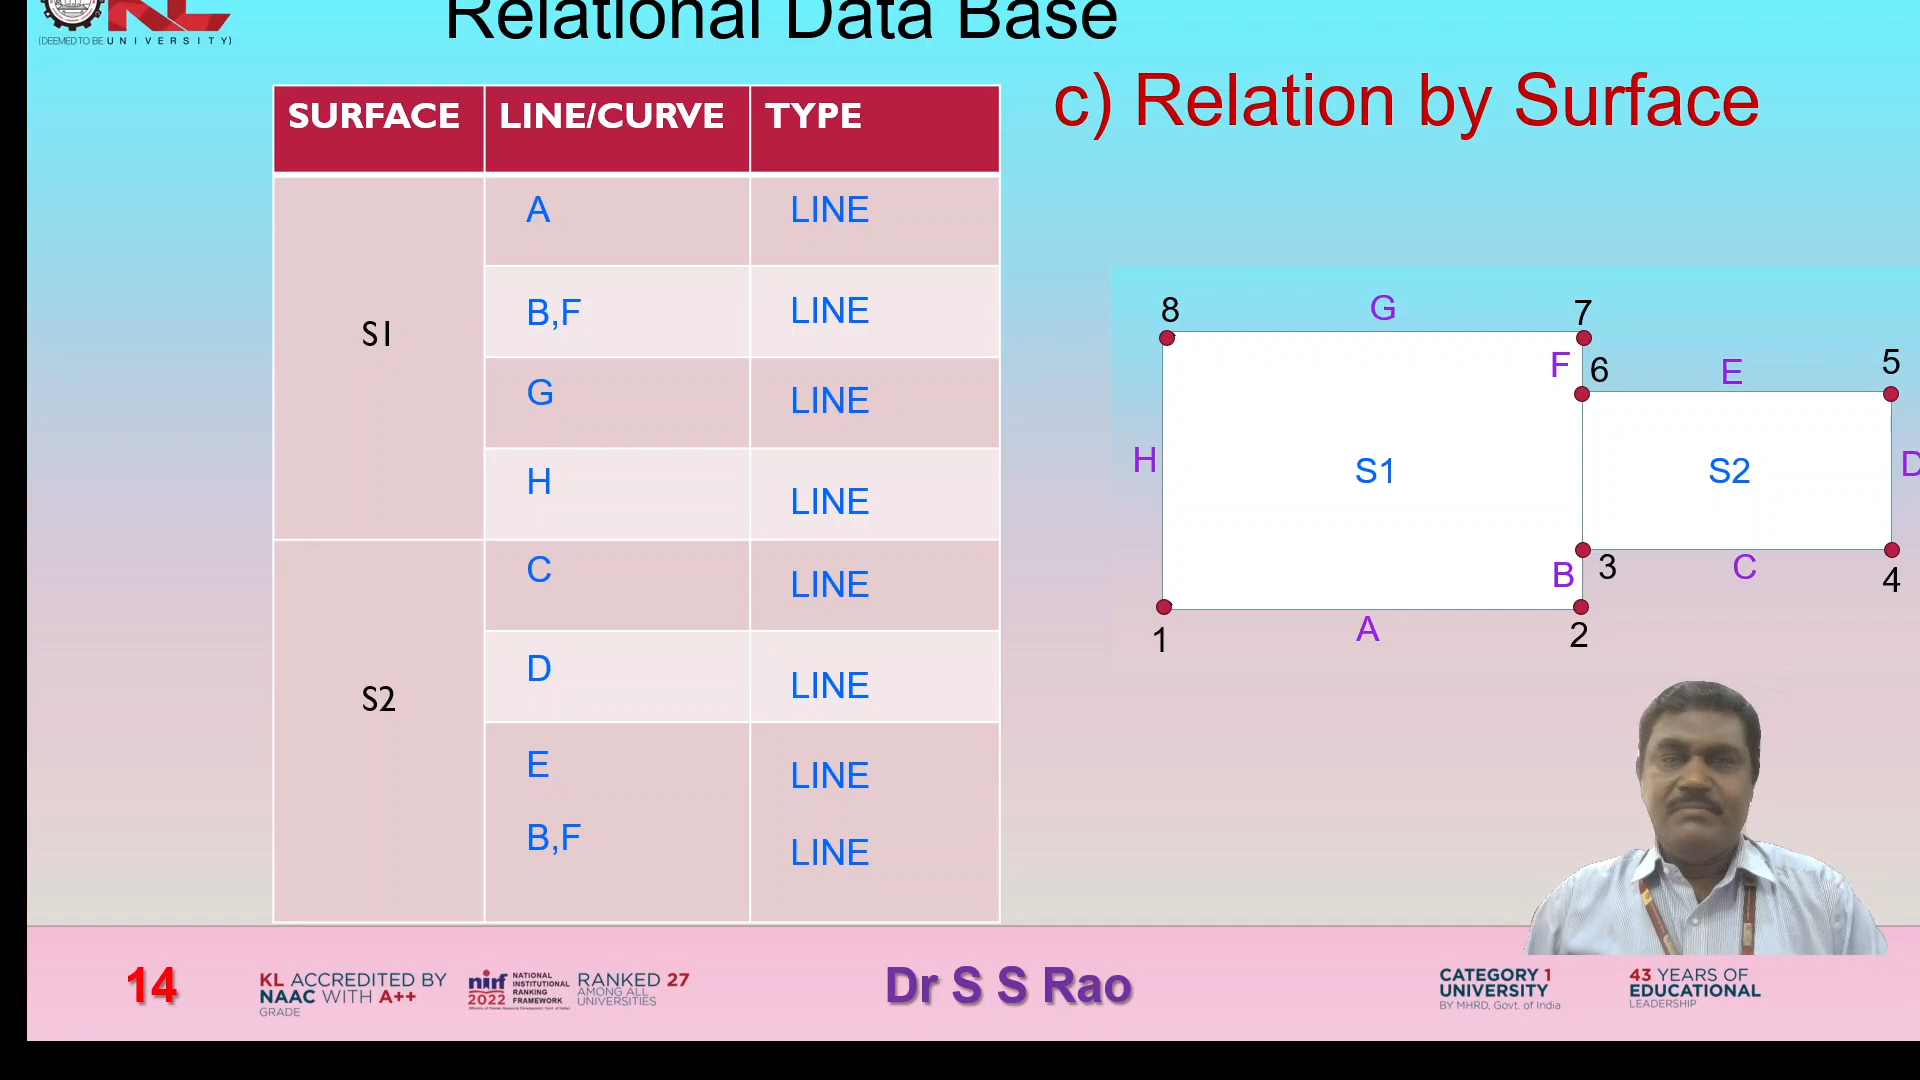 KL
(DEEMED TO BE UNIVERSITY)
Relational Data Base
c) Relation by Surface
SURFACE LINE/CURVE TYPE
S1
A LINE
B,F LINE
G LINE
H LINE
S2
C LINE
D LINE
E LINE
B,F LINE
8 G 7
F 6 E 5
H S1 S2 D
B 3 C 4
1 A 2
14
KL ACCREDITED BY
NAAC WITH A++
GRADE
nirf
2022
NATIONAL
INSTITUTIONAL
RANKING
FRAMEWORK
RANKED 27
AMONG ALL
UNIVERSITIES
Dr S S Rao
CATEGORY 1
UNIVERSITY
BY MHRD, Govt. of India
43 YEARS OF
EDUCATIONAL
LEADERSHIP